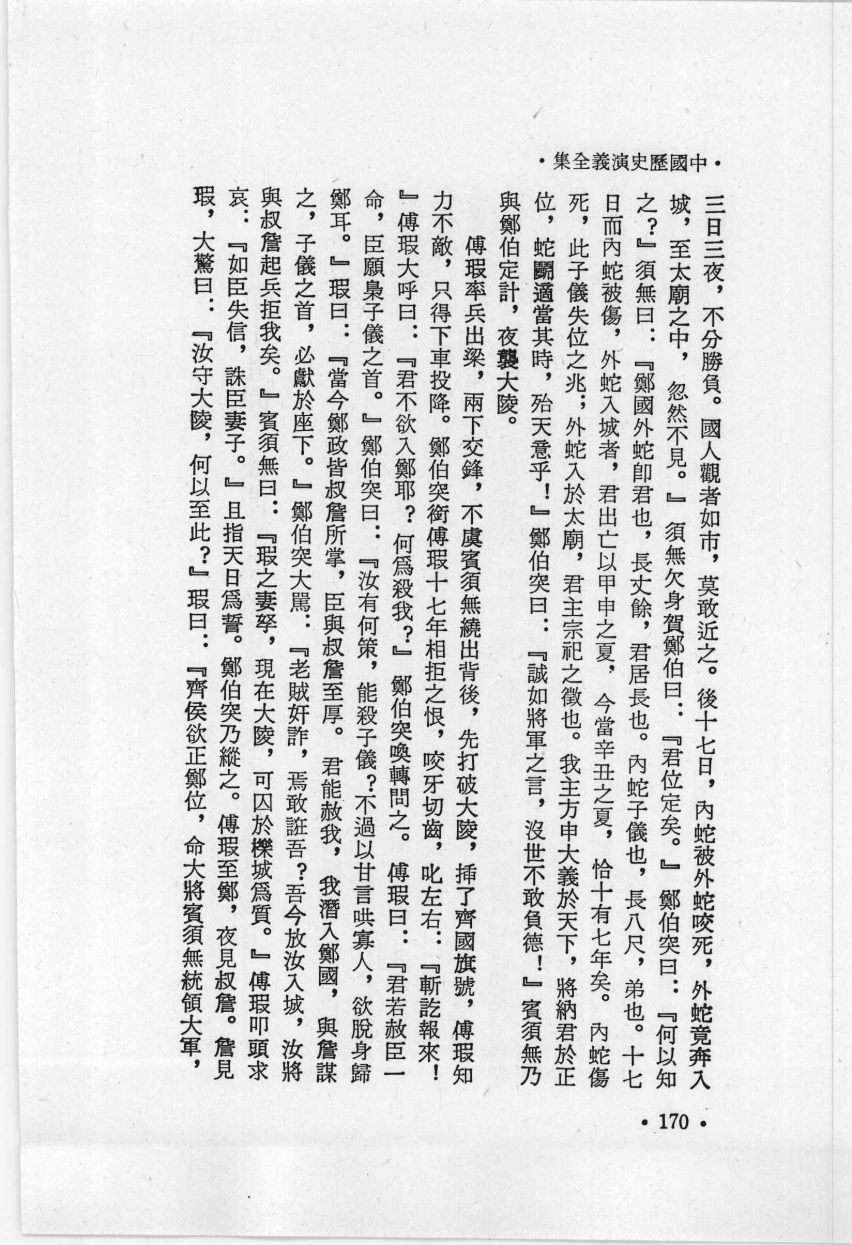 •中國歷史演義全集•
三日三夜，不分勝負。國人觀者如市，莫敢近之。後十七日，內蛇被外蛇咬死，外蛇竟奔入
城，至太廟之中，忽然不見。』須無欠身賀鄭伯曰：『君位定矣。』鄭伯突曰：『何以知
之？』須無曰：『鄭國外蛇卽君也，長丈餘，君居長也。內蛇子儀也，長八尺，弟也。十七
日而內蛇被傷，外蛇入城者，君出亡以甲申之夏，今當辛丑之夏，恰十有七年矣。內蛇傷
死，此子儀失位之兆；外蛇入於太廟，君主宗祀之徵也。我主方申大義於天下，將納君於正
位，蛇鬭適當其時，殆天意乎！』鄭伯突曰：『誠如將軍之言，沒世不敢負德！』賓須無乃
與鄭伯定計，夜襲大陵。
傅瑕率兵出梁，兩下交鋒，不虞賓須無繞出背後，先打破大陵，揷了齊國旗號，傅瑕知
力不敵，只得下車投降。鄭伯突銜傅瑕十七年相拒之恨，咬牙切齒，叱左右：『斬訖報來！
』傅瑕大呼曰：『君不欲入鄭耶？何爲殺我？』鄭伯突喚轉問之。傅瑕曰：『君若赦臣一
命，臣願梟子儀之首。』鄭伯突曰：『汝有何策，能殺子儀？不過以甘言哄寡人，欲脫身歸
鄭耳。』瑕曰：『當今鄭政皆叔詹所掌，臣與叔詹至厚。君能赦我，我潛入鄭國，與詹謀
之，子儀之首，必獻於座下。』鄭伯突大駡：『老賊奸詐，焉敢誑吾？吾今放汝入城，汝將
與叔詹起兵拒我矣。』賓須無曰：『瑕之妻孥，現在大陵，可囚於櫟城爲質。』傅瑕叩頭求
哀：『如臣失信，誅臣妻子。』且指天日爲誓。鄭伯突乃縱之。傅瑕至鄭，夜見叔詹。詹見
瑕，大驚曰：『汝守大陵，何以至此？』瑕曰：『齊侯欲正鄭位，命大將賓須無統領大軍，
•170•